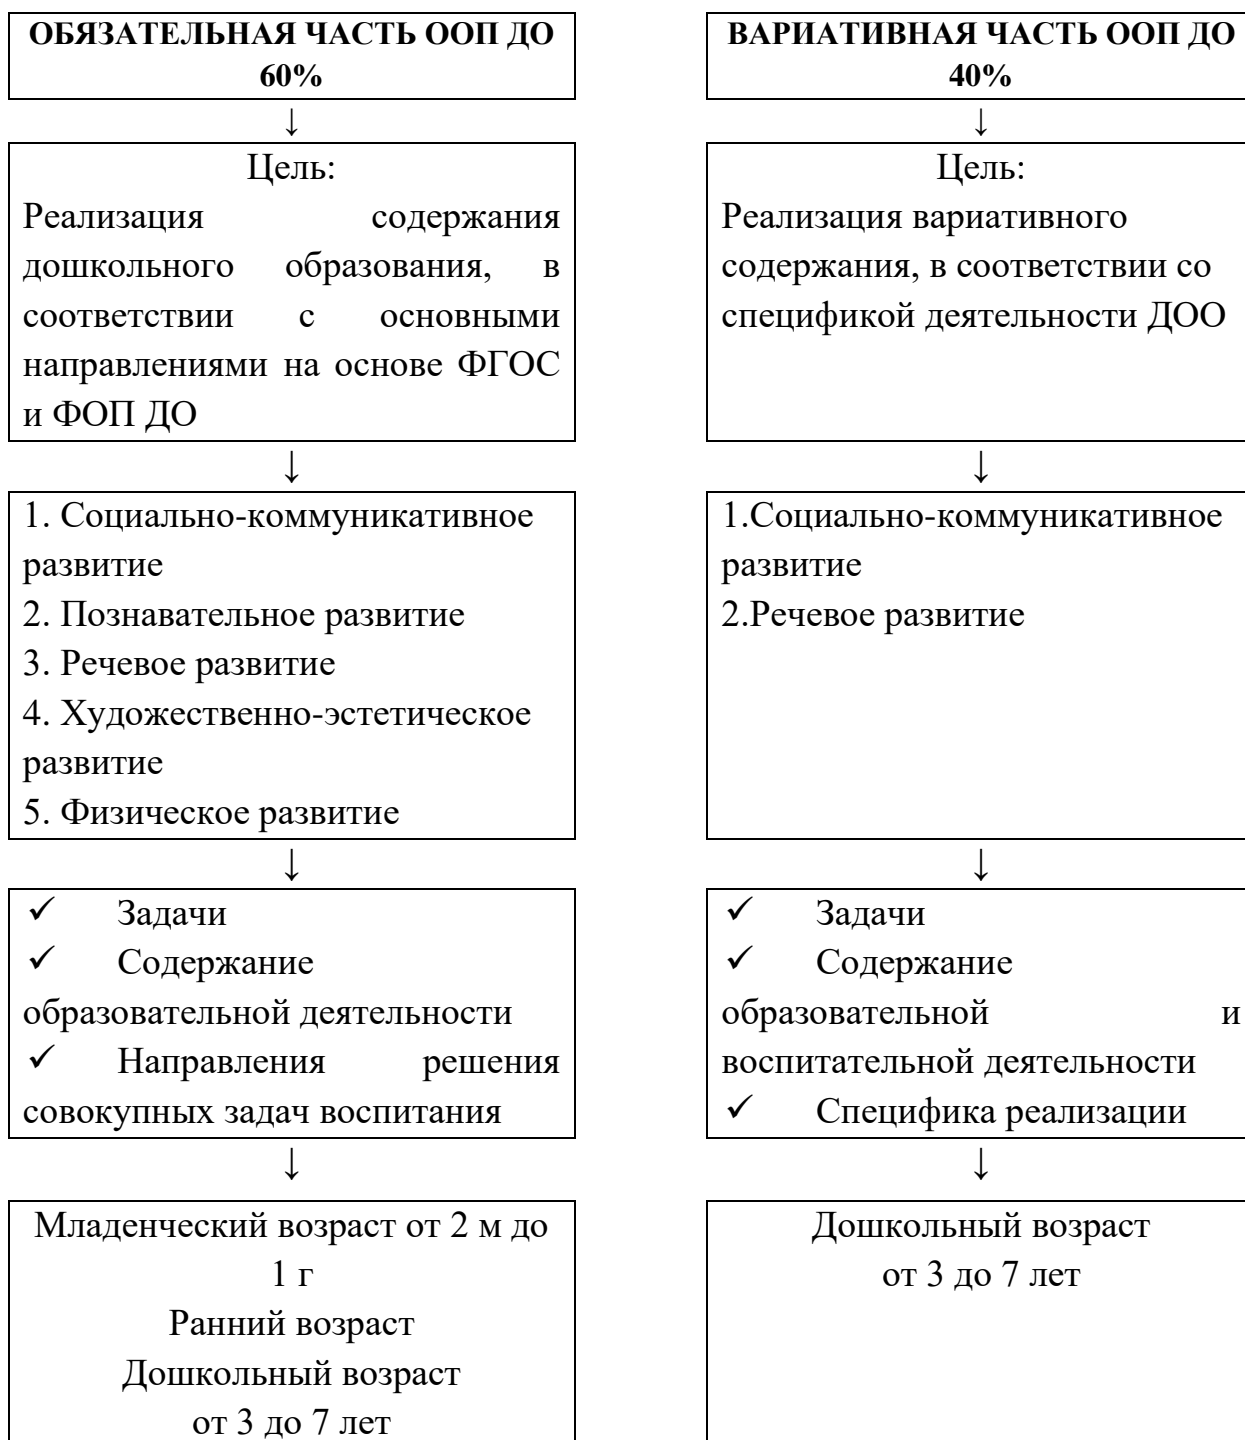 ОБЯЗАТЕЛЬНАЯ ЧАСТЬ ООП ДО
60%
↓
Цель:
Реализация содержания
дошкольного образования, в
соответствии с основными
направлениями на основе ФГОС
и ФОП ДО
↓
1. Социально-коммуникативное
развитие
2. Познавательное развитие
3. Речевое развитие
4. Художественно-эстетическое
развитие
5. Физическое развитие
↓
✓ Задачи
✓ Содержание
образовательной деятельности
✓ Направления решения
совокупных задач воспитания
↓
Младенческий возраст от 2 м до
1 г
Ранний возраст
Дошкольный возраст
от 3 до 7 лет
ВАРИАТИВНАЯ ЧАСТЬ ООП ДО
40%
↓
Цель:
Реализация вариативного
содержания, в соответствии со
спецификой деятельности ДОО
↓
1.Социально-коммуникативное
развитие
2.Речевое развитие
↓
✓ Задачи
✓ Содержание
образовательной и
воспитательной деятельности
✓ Специфика реализации
↓
Дошкольный возраст
от 3 до 7 лет